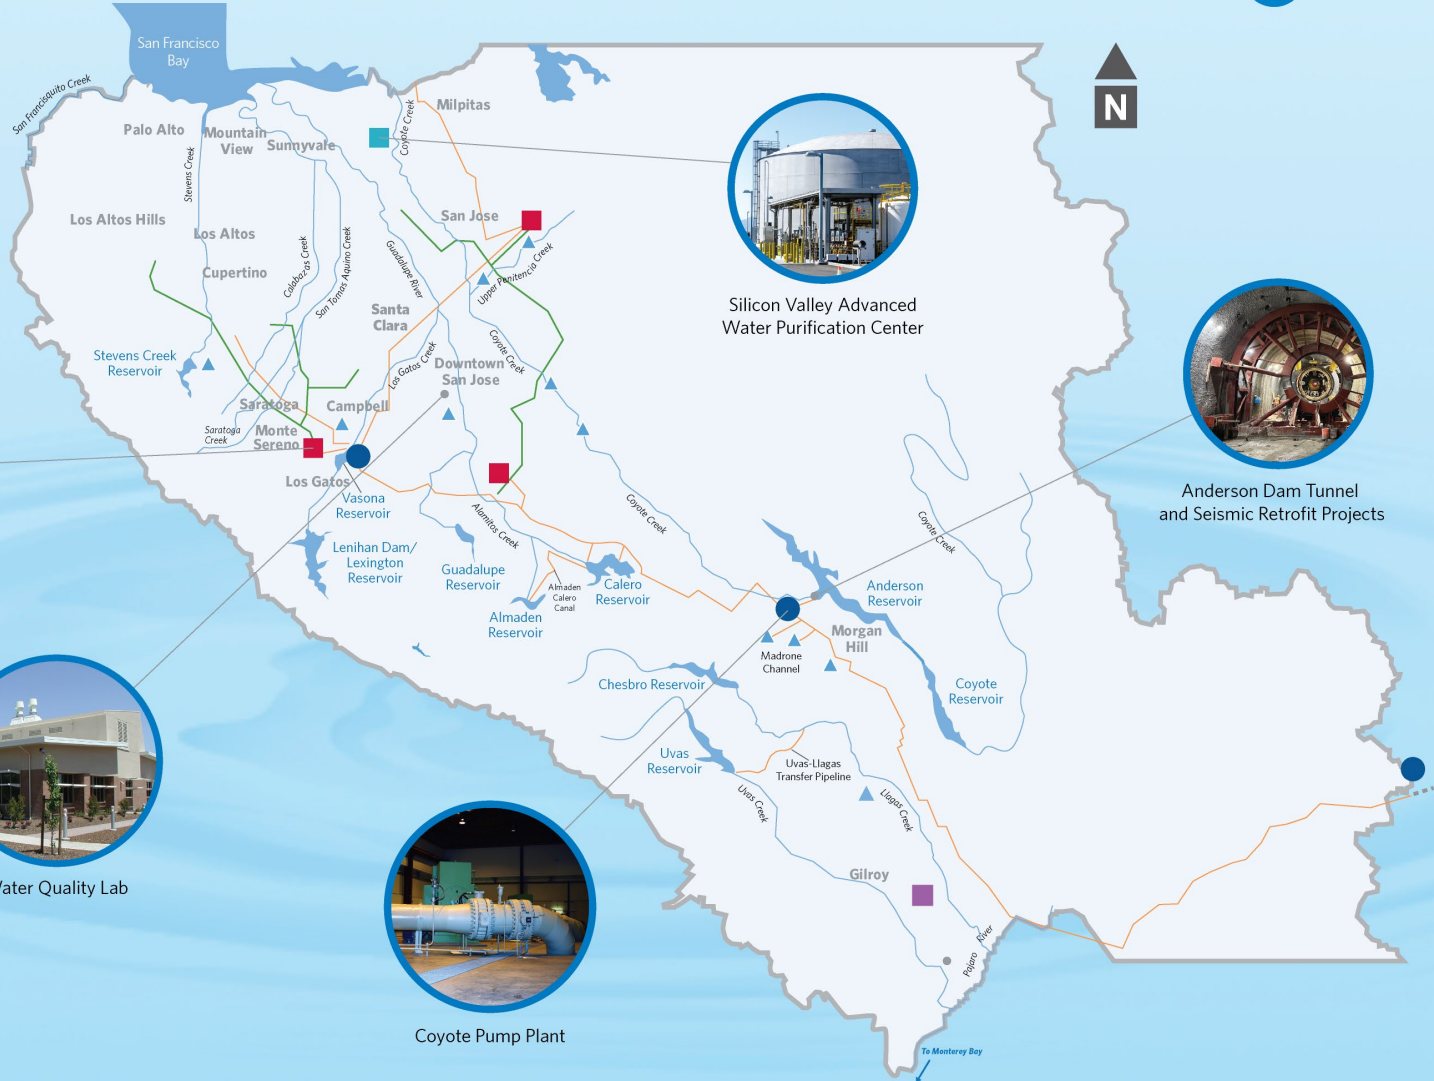 San Francisco
Bay
San Francisquito Creek
Palo Alto
Mountain
View
Sunnyvale
Milpitas
Coyote Creek
Stevens Creek
N
Los Altos Hills
Los Altos
Cupertino
San Jose
Calabazas Creek
San Tomas Aquino Creek
Guadalupe River
Upper Penitencia Creek
Santa
Clara
Silicon Valley Advanced
Water Purification Center
Stevens Creek
Reservoir
Los Gatos Creek
Coyote Creek
Downtown
San Jose
Saratoga
Campbell
Saratoga
Creek
Monte
Sereno
Los Gatos
Vasona
Reservoir
Alamitos Creek
Coyote Creek
Coyote Creek
Anderson Dam Tunnel
and Seismic Retrofit Projects
Lenihan Dam/
Lexington
Reservoir
Guadalupe
Reservoir
Almaden
Calero
Canal
Calero
Reservoir
Almaden
Reservoir
Anderson
Reservoir
Morgan
Hill
Madrone
Channel
Chesbro Reservoir
Coyote
Reservoir
Uvas
Reservoir
Uvas-Llagas
Transfer Pipeline
Uvas Creek
Llagas Creek
Gilroy
Water Quality Lab
Pajaro River
Coyote Pump Plant
To Monterey Bay